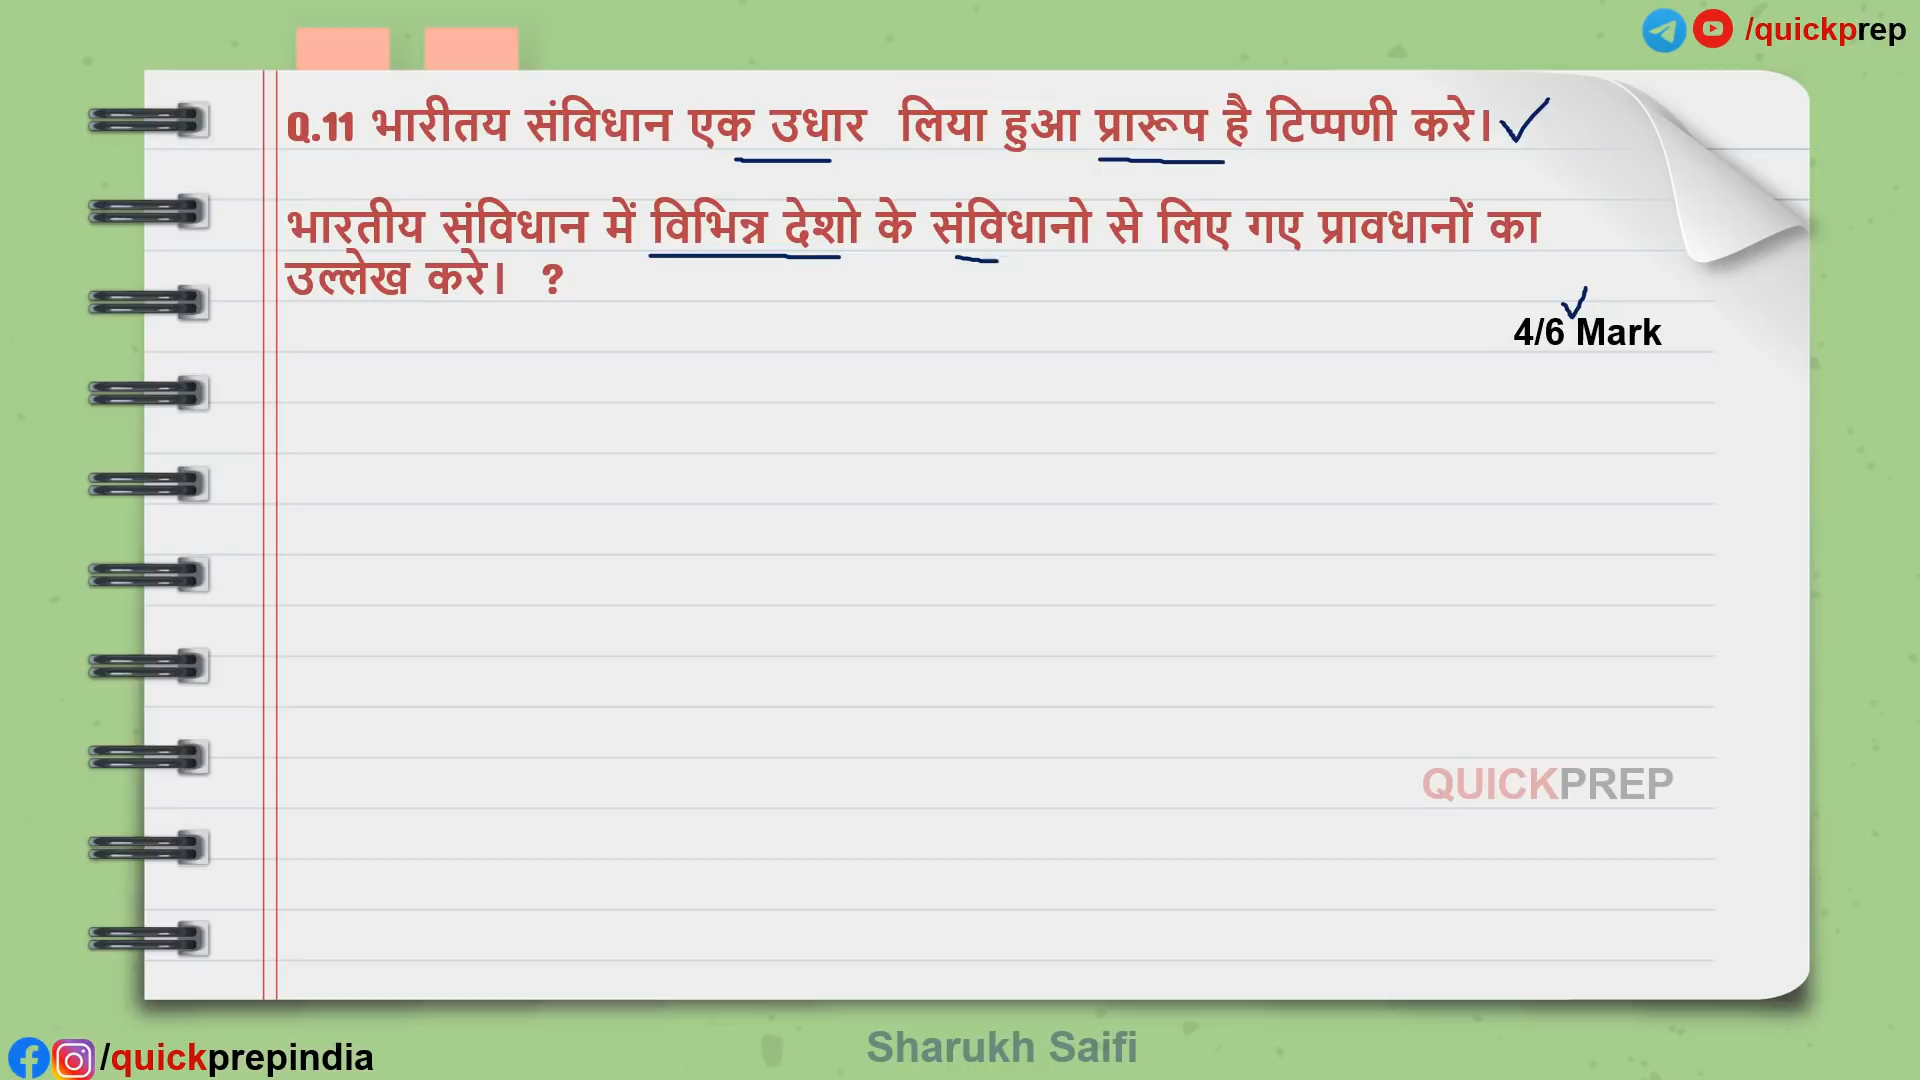 /quickprep
Q.11 भारीतय संविधान एक उधार लिया हुआ प्रारूप है टिप्पणी करे।
भारतीय संविधान में विभिन्न देशो के संविधानो से लिए गए प्रावधानों का
उल्लेख करे। ?
4/6 Mark
QUICKPREP
Sharukh Saifi
/quickprepindia